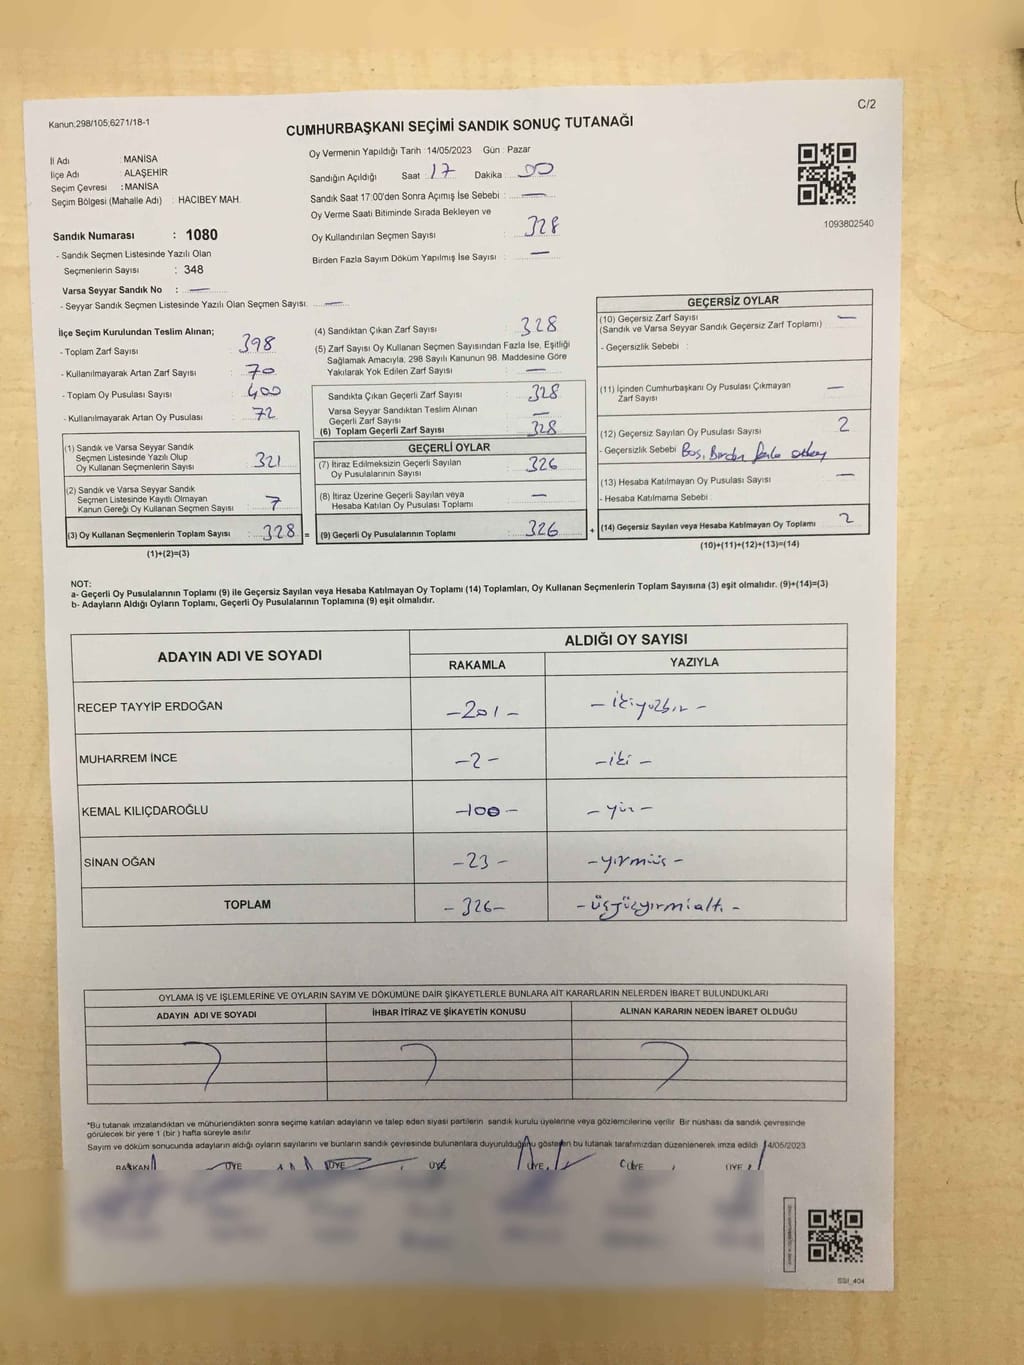 C/2
Kanun:298/105;6271/18-1
CUMHURBAŞKANI SEÇİMİ SANDIK SONUÇ TUTANAĞI
İl Adı : MANİSA
İlçe Adı : ALAŞEHİR
Seçim Çevresi : MANİSA
Seçim Bölgesi (Mahalle Adı) : HACIBEY MAH.
Sandık Numarası : 1080
- Sandık Seçmen Listesinde Yazılı Olan
Seçmenlerin Sayısı : 348
Varsa Seyyar Sandık No : —
- Seyyar Sandık Seçmen Listesinde Yazılı Olan Seçmen Sayısı: —
Oy Vermenin Yapıldığı Tarih : 14/05/2023 Gün : Pazar
Sandığın Açıldığı Saat : 17 Dakika : 00
Sandık Saat 17:00'den Sonra Açımış İse Sebebi : —
Oy Verme Saati Bitiminde Sırada Bekleyen ve
Oy Kullandırılan Seçmen Sayısı : 328
Birden Fazla Sayım Döküm Yapılmış İse Sayısı : —
1093802540
İlçe Seçim Kurulundan Teslim Alınan;
- Toplam Zarf Sayısı : 398
- Kullanılmayarak Artan Zarf Sayısı : 70
- Toplam Oy Pusulası Sayısı : 400
- Kullanılmayarak Artan Oy Pusulası : 72
(1) Sandık ve Varsa Seyyar Sandık
Seçmen Listesinde Yazılı Olup
Oy Kullanan Seçmenlerin Sayısı : 321
(2) Sandık ve Varsa Seyyar Sandık
Seçmen Listesinde Kayıtlı Olmayan
Kanun Gereği Oy Kullanan Seçmen Sayısı : 7
(3) Oy Kullanan Seçmenlerin Toplam Sayısı : 328 =
(1)+(2)=(3)
(4) Sandıktan Çıkan Zarf Sayısı : 328
(5) Zarf Sayısı Oy Kullanan Seçmen Sayısından Fazla İse, Eşitliği
Sağlamak Amacıyla, 298 Sayılı Kanunun 98. Maddesine Göre
Yakılarak Yok Edilen Zarf Sayısı : —
Sandıkta Çıkan Geçerli Zarf Sayısı : 328
Varsa Seyyar Sandıktan Teslim Alınan
Geçerli Zarf Sayısı : —
(6) Toplam Geçerli Zarf Sayısı : 328
GEÇERLİ OYLAR
(7) İtiraz Edilmeksizin Geçerli Sayılan
Oy Pusulalarının Sayısı : 326
(8) İtiraz Üzerine Geçerli Sayılan veya
Hesaba Katılan Oy Pusulası Toplamı : —
(9) Geçerli Oy Pusulalarının Toplamı : 326 +
GEÇERSİZ OYLAR
(10) Geçersiz Zarf Sayısı : —
(Sandık ve Varsa Seyyar Sandık Geçersiz Zarf Toplamı)
- Geçersizlik Sebebi :
(11) İçinden Cumhurbaşkanı Oy Pusulası Çıkmayan
Zarf Sayısı : —
(12) Geçersiz Sayılan Oy Pusulası Sayısı : 2
- Geçersizlik Sebebi : Boş, Birden fazla
(13) Hesaba Katılmayan Oy Pusulası Sayısı : —
- Hesaba Katılmama Sebebi :
(14) Geçersiz Sayılan veya Hesaba Katılmayan Oy Toplamı : 2
(10)+(11)+(12)+(13)=(14)
NOT:
a- Geçerli Oy Pusulalarının Toplamı (9) ile Geçersiz Sayılan veya Hesaba Katılmayan Oy Toplamı (14) Toplamları, Oy Kullanan Seçmenlerin Toplam Sayısına (3) eşit olmalıdır. (9)+(14)=(3)
b- Adayların Aldığı Oyların Toplamı, Geçerli Oy Pusulalarının Toplamına (9) eşit olmalıdır.
ADAYIN ADI VE SOYADI ALDIĞI OY SAYISI
RAKAMLA YAZIYLA
RECEP TAYYİP ERDOĞAN -201- - ikiyüzbir -
MUHARREM İNCE -2- - iki -
KEMAL KILIÇDAROĞLU -100- - yüz -
SİNAN OĞAN -23- - yirmiüç -
TOPLAM -326- - üçyüzyirmialtı -
OYLAMA İŞ VE İŞLEMLERİNE VE OYLARIN SAYIM VE DÖKÜMÜNE DAİR ŞİKAYETLERLE BUNLARA AİT KARARLARIN NELERDEN İBARET BULUNDUKLARI
ADAYIN ADI VE SOYADI İHBAR İTİRAZ VE ŞİKAYETİN KONUSU ALINAN KARARIN NEDEN İBARET OLDUĞU
*Bu tutanak imzalandıktan ve mühürlendikten sonra seçime katılan adayların ve talep eden siyasi partilerin sandık kurulu üyelerine veya gözlemcilerine verilir. Bir nüshası da sandık çevresinde
görülecek bir yere 1 (bir ) hafta süreyle asılır.
Sayım ve döküm sonucunda adayların aldığı oyların sayılarını ve bunların sandık çevresinde bulunanlara duyurulduğunu gösteren bu tutanak tarafımızdan düzenlenerek imza edildi. 14/05/2023
BAŞKAN ÜYE ÜYE ÜYE ÜYE ÜYE ÜYE
SSI_404